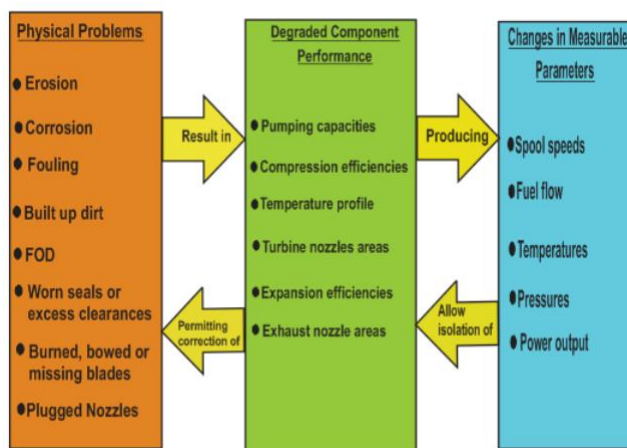 Physical Problems
● Erosion
● Corrosion
● Fouling
● Built up dirt
● FOD
● Worn seals or
excess clearances
● Burned, bowed or
missing blades
● Plugged Nozzles
Result in
Permitting
correction of
Degraded Component
Performance
● Pumping capacities
● Compression efficiencies
● Temperature profile
● Turbine nozzles areas
● Expansion efficiencies
● Exhaust nozzle areas
Producing
Allow
isolation of
Changes in Measurable
Parameters
● Spool speeds
● Fuel flow
● Temperatures
● Pressures
● Power output